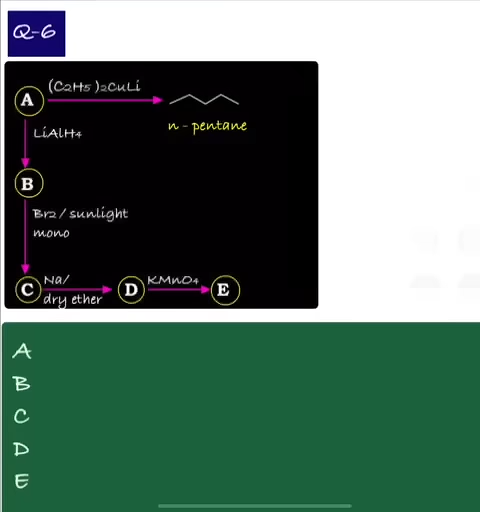 Q-6
A
(C2H5)2CuLi
n - pentane
LiAlH4
B
Br2 / sunlight
mono
C
Na/
dry ether
D
KMnO4
E
A
B
C
D
E